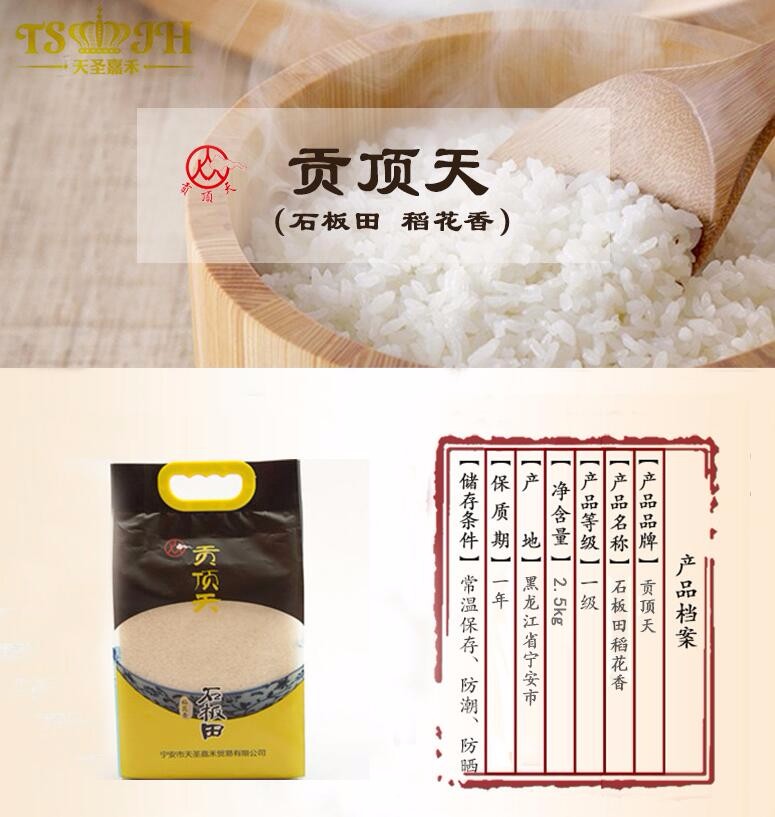 TS JH
天圣嘉禾
贡顶天
贡顶天
(石板田 稻花香)
贡顶天
石板田
稻花香
宁安市天圣嘉禾贸易有限公司
产品档案
【产品品牌】贡顶天
【产品名称】石板田稻花香
【产品等级】一级
【净含量】2.5kg
【产 地】黑龙江省宁安市
【保质期】一年
【储存条件】常温保存、防潮、防晒